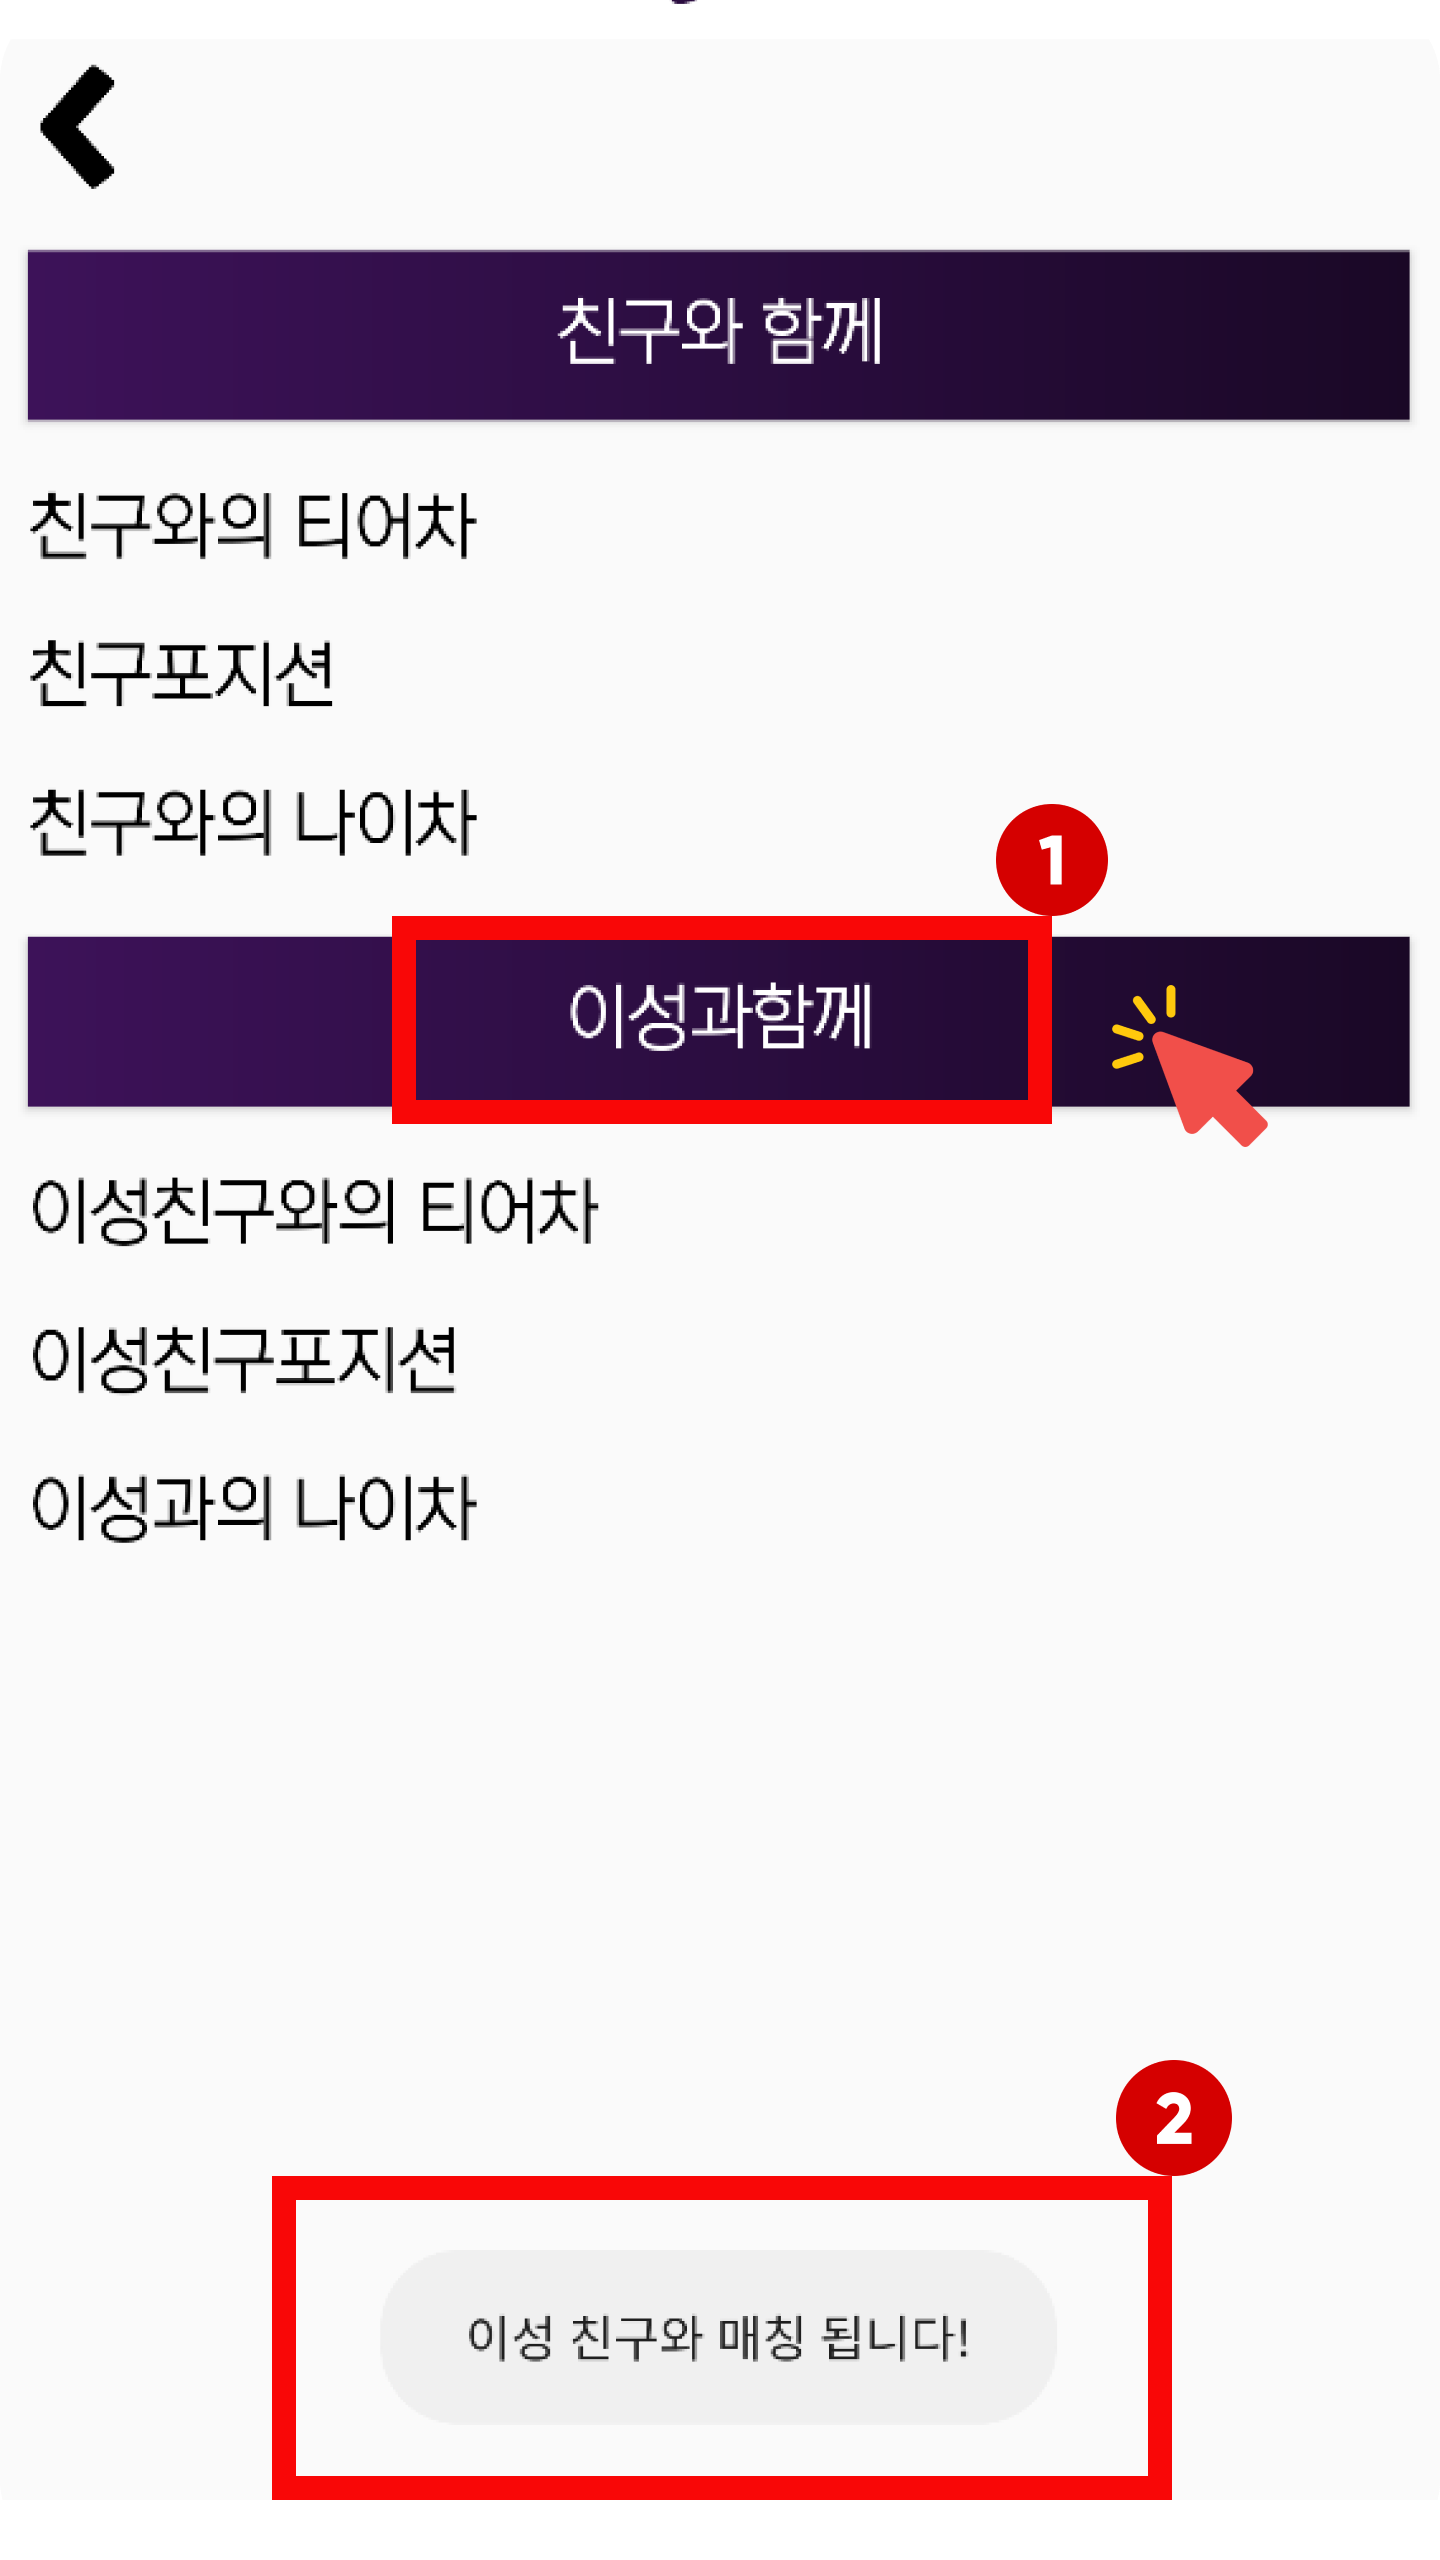 친구와 함께
친구와의 티어차
친구포지션
친구와의 나이차
1
이성과함께
이성친구와의 티어차
이성친구포지션
이성과의 나이차
2
이성 친구와 매칭 됩니다!